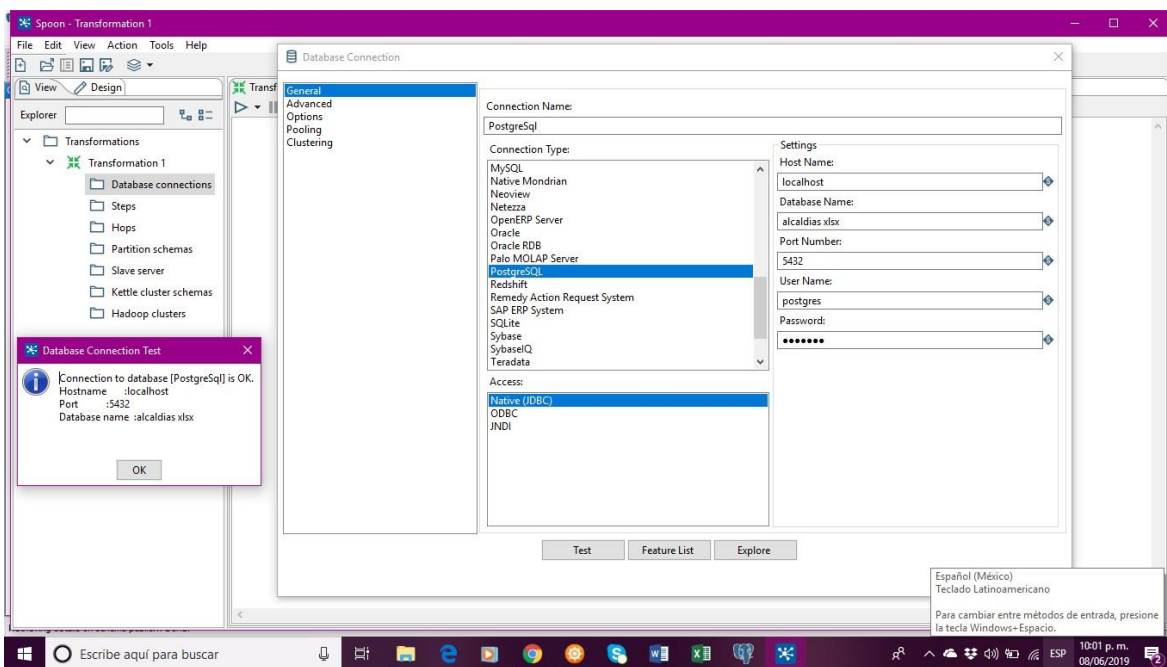 Spoon - Transformation 1
File Edit View Action Tools Help
View
Design
Explorer
Transformations
Transformation 1
Database connections
Steps
Hops
Partition schemas
Slave server
Kettle cluster schemas
Hadoop clusters
Transf
Database Connection
General
Advanced
Options
Pooling
Clustering
Connection Name:
PostgreSql
Connection Type:
MySQL
Native Mondrian
Neoview
Netezza
OpenERP Server
Oracle
Oracle RDB
Palo MOLAP Server
PostgreSQL
Redshift
Remedy Action Request System
SAP ERP System
SQLite
Sybase
SybaseIQ
Teradata
Access:
Native (JDBC)
ODBC
JNDI
Settings
Host Name:
localhost
Database Name:
alcaldias xlsx
Port Number:
5432
User Name:
postgres
Password:
•••••••
Test
Feature List
Explore
Database Connection Test
Connection to database [PostgreSql] is OK.
Hostname :localhost
Port :5432
Database name :alcaldias xlsx
OK
Español (México)
Teclado Latinoamericano
Para cambiar entre métodos de entrada, presione
la tecla Windows+Espacio.
Escribe aquí para buscar
ESP
10:01 p. m.
08/06/2019